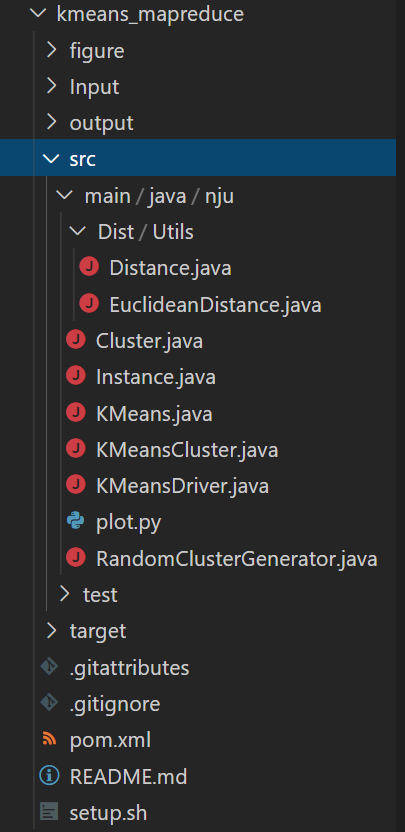 kmeans_mapreduce
figure
Input
output
src
main / java / nju
Dist / Utils
J Distance.java
J EuclideanDistance.java
J Cluster.java
J Instance.java
J KMeans.java
J KMeansCluster.java
J KMeansDriver.java
plot.py
J RandomClusterGenerator.java
test
target
.gitattributes
.gitignore
pom.xml
README.md
setup.sh